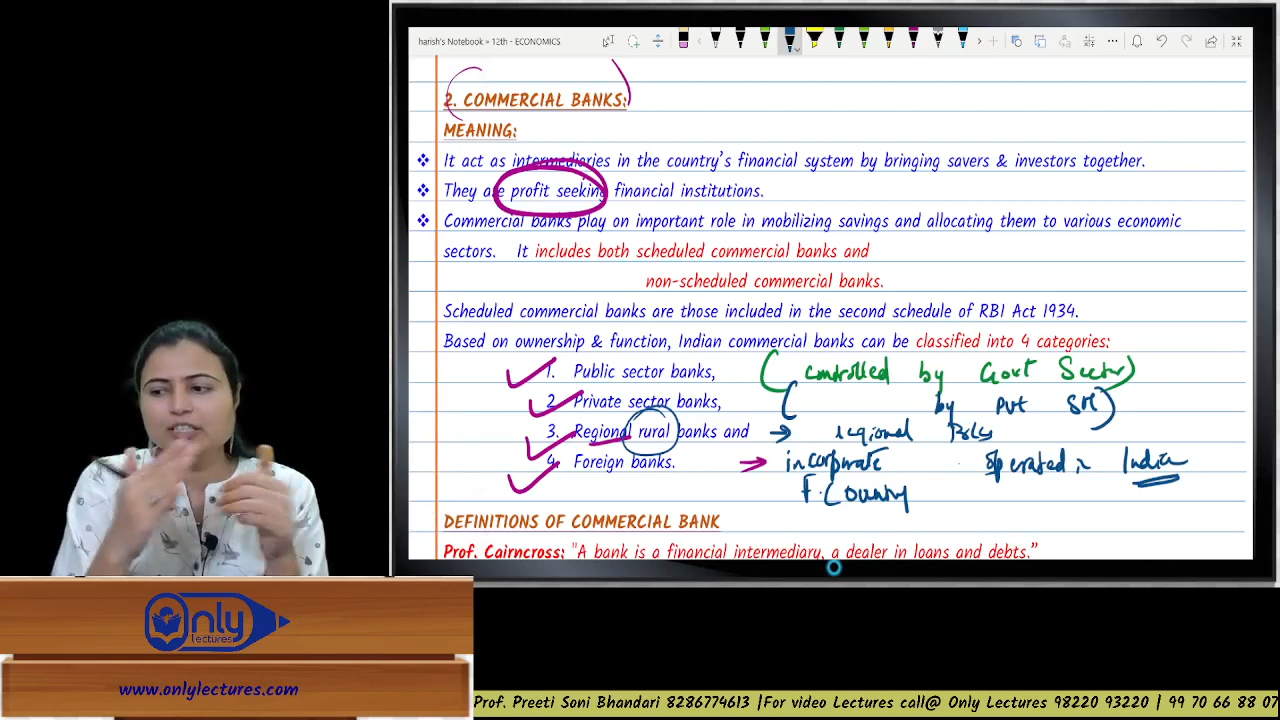 harish's Notebook » 12th - ECONOMICS
2. COMMERCIAL BANKS:
MEANING:
❖ It act as intermediaries in the country's financial system by bringing savers & investors together.
❖ They are profit seeking financial institutions.
❖ Commercial banks play on important role in mobilizing savings and allocating them to various economic
sectors. It includes both scheduled commercial banks and
non-scheduled commercial banks.
Scheduled commercial banks are those included in the second schedule of RBI Act 1934.
Based on ownership & function, Indian commercial banks can be classified into 4 categories:
1. Public sector banks, (controlled by Govt Sector)
2. Private sector banks, ( by pvt )
3. Regional rural banks and → regional
4. Foreign banks. → incorporate operated in India
F. Country
DEFINITIONS OF COMMERCIAL BANK
Prof. Cairncross: "A bank is a financial intermediary, a dealer in loans and debts."
Only
lectures
www.onlylectures.com
Prof. Preeti Soni Bhandari 8286774613 |For video Lectures call@ Only Lectures 98220 93220 | 99 70 66 88 07